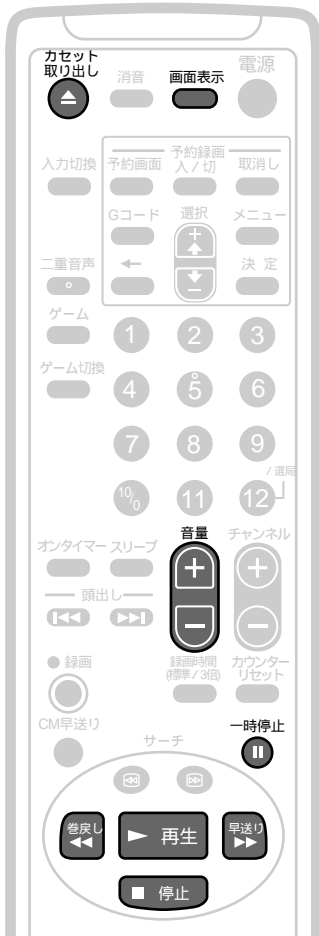 カセット
取り出し
消音
画面表示
電源
入力切換
予約画面
予約録画
入/切
取消し
Gコード
選択
メニュー
+
二重音声
←
−
決 定
ゲーム
1
2
3
ゲーム切換
4
5
6
7
8
9
/選局
10/0
11
12
オンタイマー
スリープ
音量
チャンネル
+
+
頭出し
−
−
● 録画
録画時間
(標準/3倍)
カウンター
リセット
CM早送り
サーチ
一時停止
巻戻し
再生
早送り
停止